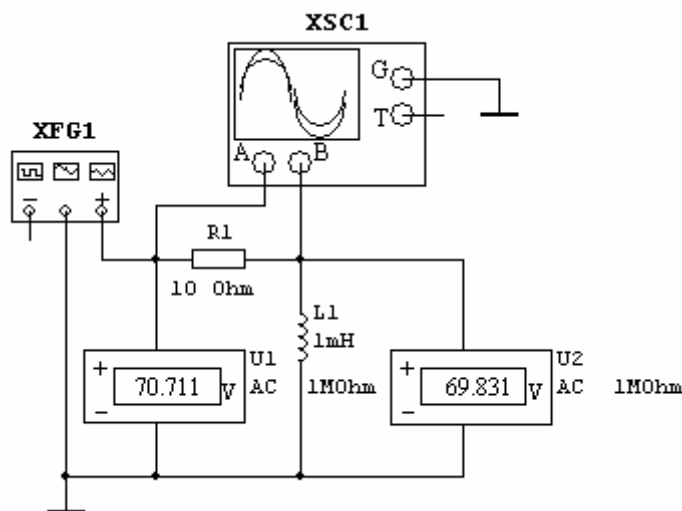 XSC1
G
T
XFG1
A
B
R1
10 Ohm
L1
1mH
U1
70.711 V
AC 1MOhm
U2
69.831 V
AC 1MOhm